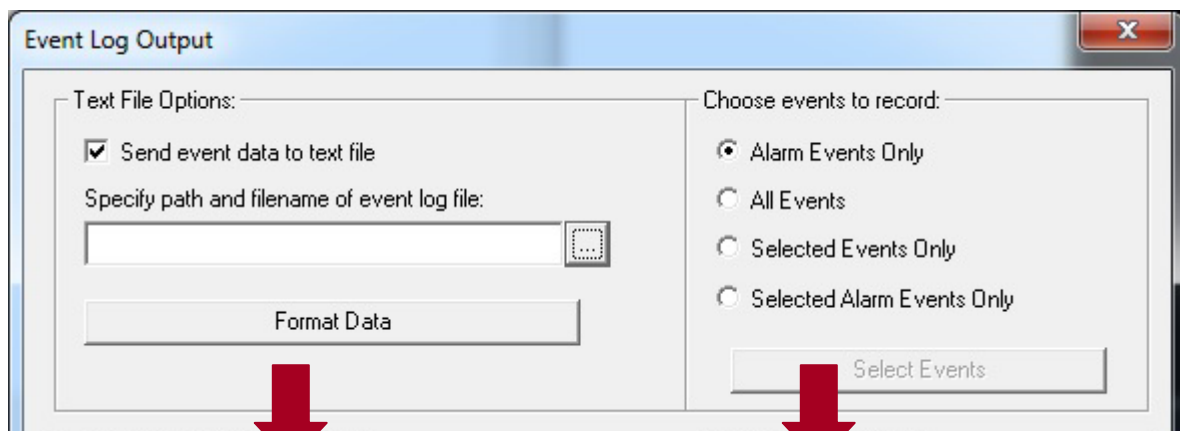 Event Log Output
x
Text File Options:
Send event data to text file
Specify path and filename of event log file:
...
Format Data
Choose events to record:
Alarm Events Only
All Events
Selected Events Only
Selected Alarm Events Only
Select Events